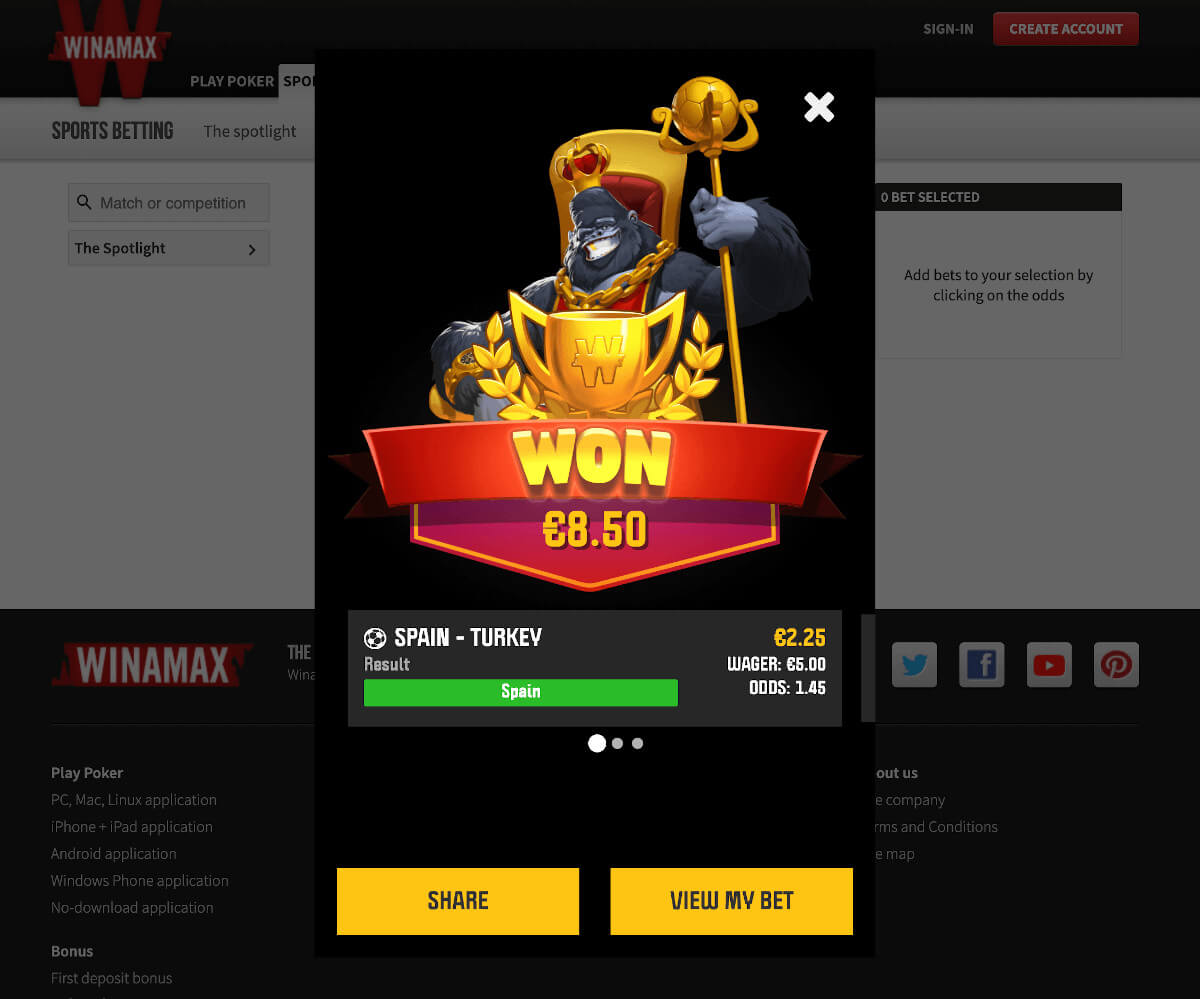 WINAMAX
SIGN-IN
CREATE ACCOUNT
PLAY POKER
SPO
SPORTS BETTING
The spotlight
Match or competition
The Spotlight
0 BET SELECTED
Add bets to your selection by
clicking on the odds
W
WON
€8.50
SPAIN - TURKEY
€2.25
Result
WAGER: €5.00
Spain
ODDS: 1.45
WINAMAX
THE
Wina
SHARE
VIEW MY BET
Play Poker
PC, Mac, Linux application
iPhone + iPad application
Android application
Windows Phone application
No-download application
Bonus
First deposit bonus
out us
e company
rms and Conditions
e map